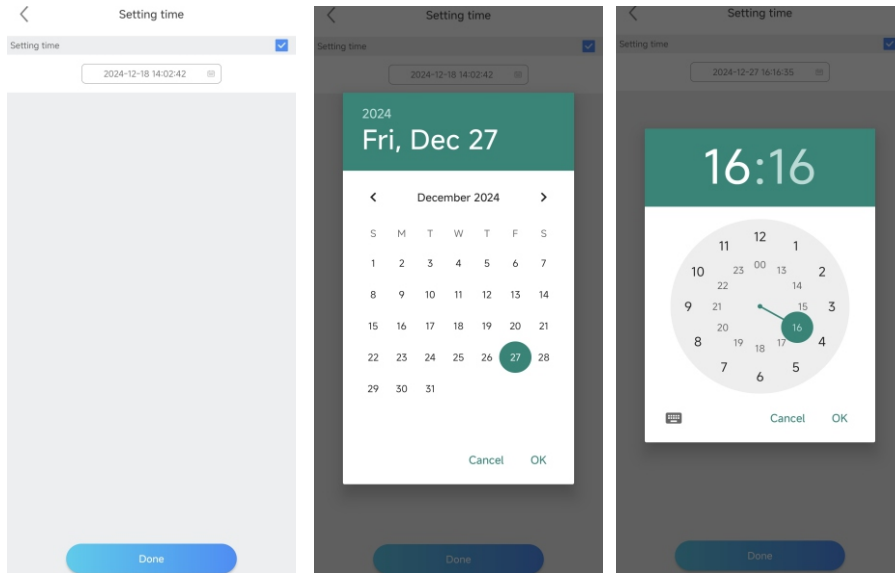 Setting time
Setting time
2024-12-18 14:02:42
Done
Setting time
Setting time
2024-12-18 14:02:42
2024
Fri, Dec 27
December 2024
S M T W T F S
1 2 3 4 5 6 7
8 9 10 11 12 13 14
15 16 17 18 19 20 21
22 23 24 25 26 27 28
29 30 31
Cancel OK
Done
Setting time
Setting time
2024-12-27 16:16:35
16:16
12
11 1
23 00 13
10 2
22 14
9 21 15 3
20 16
8 4
19 18 17
7 5
6
Cancel OK
Done